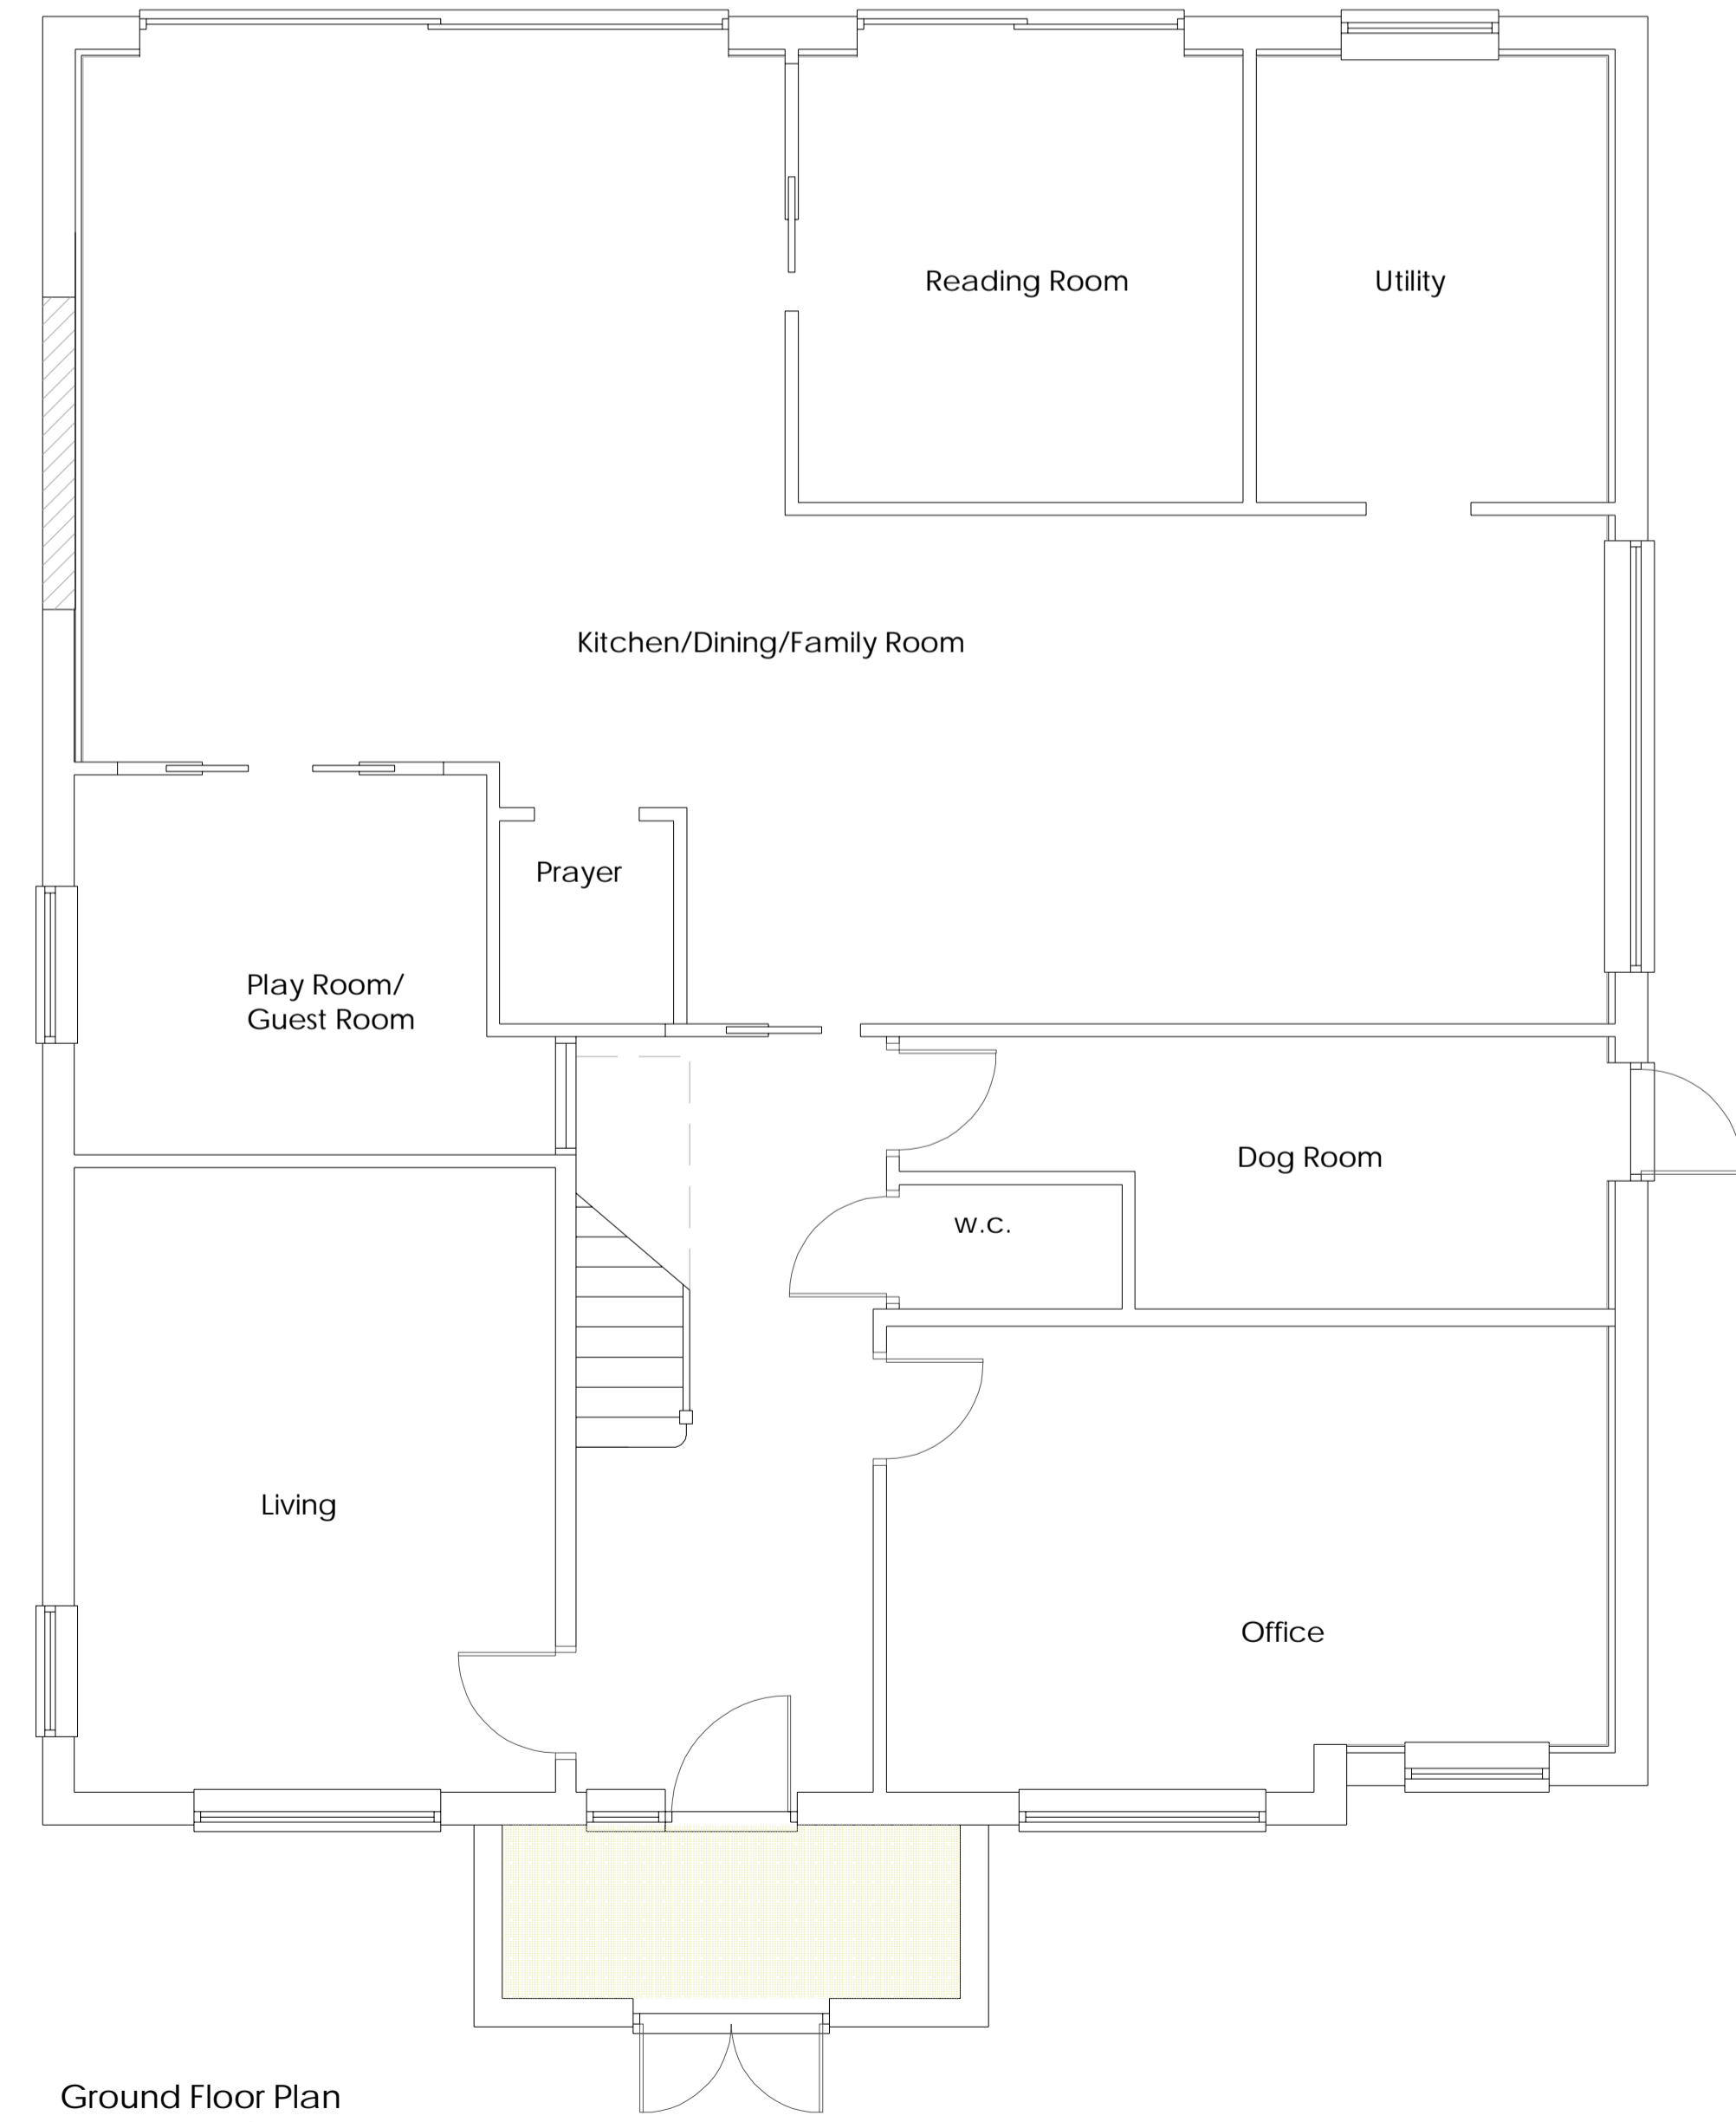 Reading Room
Utility
Kitchen/Dining/Family Room
Prayer
Play Room/
Guest Room
Dog Room
w.c.
Living
Office
Ground Floor Plan